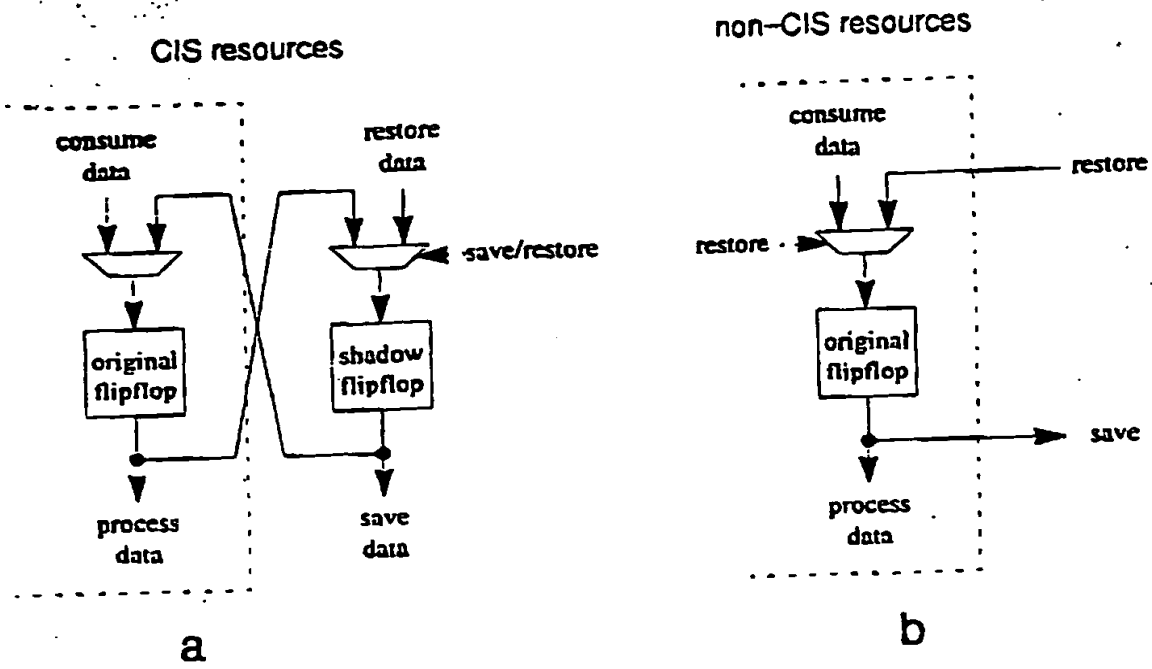 CIS resources
consume
data
restore
data
save/restore
original
flipflop
shadow
flipflop
process
data
save
data
a
non-CIS resources
consume
data
restore
restore
original
flipflop
save
process
data
b